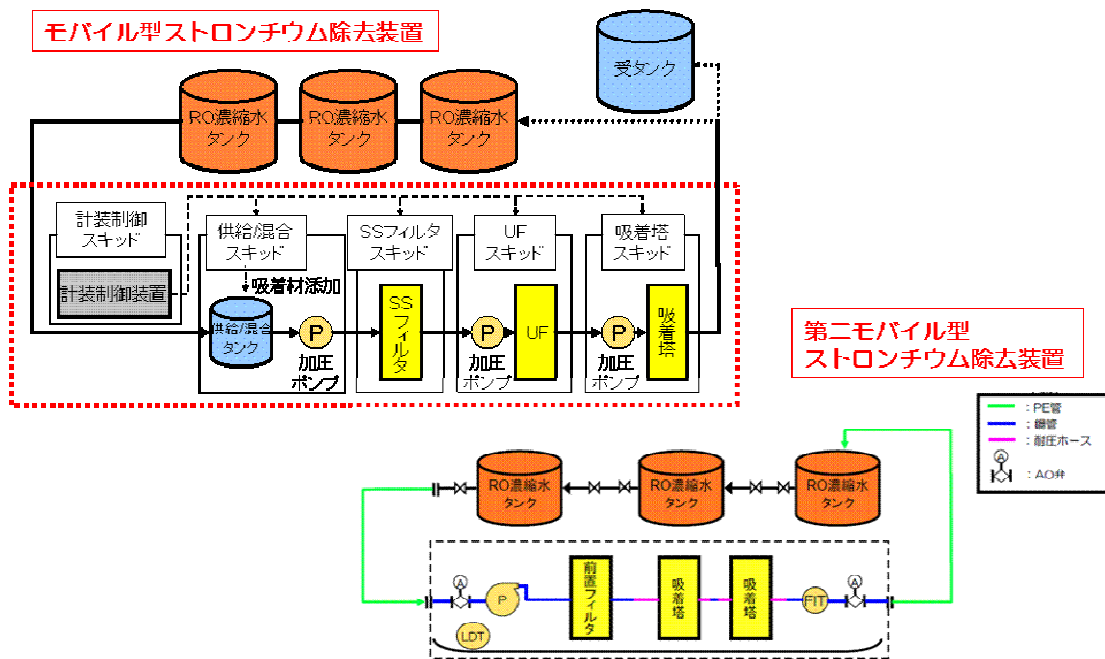 モバイル型ストロンチウム除去装置
受タンク
RO濃縮水
タンク
RO濃縮水
タンク
RO濃縮水
タンク
計装制御
スキッド
供給/混合
スキッド
SSフィルタ
スキッド
UF
スキッド
吸着塔
スキッド
計装制御装置
吸着材添加
供給/混合
タンク
P
加圧
ポンプ
SS
フィルタ
P
加圧
ポンプ
UF
P
加圧
ポンプ
吸着塔
第二モバイル型
ストロンチウム除去装置
：PE管
：鋼管
：耐圧ホース
A
：AO弁
RO濃縮水
タンク
RO濃縮水
タンク
RO濃縮水
タンク
A
P
LDT
前置フィルタ
吸着塔
吸着塔
FIT
A